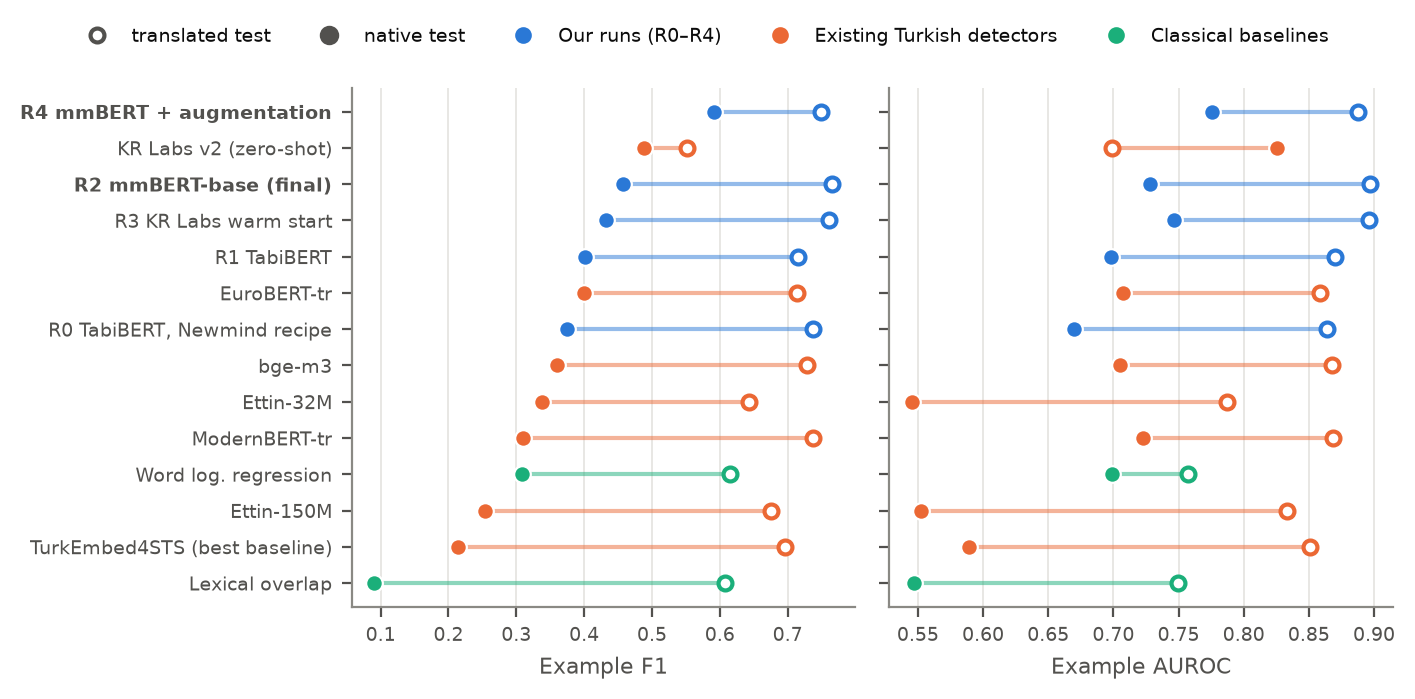 translated test native test Our runs (R0–R4) Existing Turkish detectors Classical baselines
R4 mmBERT + augmentation
KR Labs v2 (zero-shot)
R2 mmBERT-base (final)
R3 KR Labs warm start
R1 TabiBERT
EuroBERT-tr
R0 TabiBERT, Newmind recipe
bge-m3
Ettin-32M
ModernBERT-tr
Word log. regression
Ettin-150M
TurkEmbed4STS (best baseline)
Lexical overlap
0.1 0.2 0.3 0.4 0.5 0.6 0.7
Example F1
0.55 0.60 0.65 0.70 0.75 0.80 0.85 0.90
Example AUROC